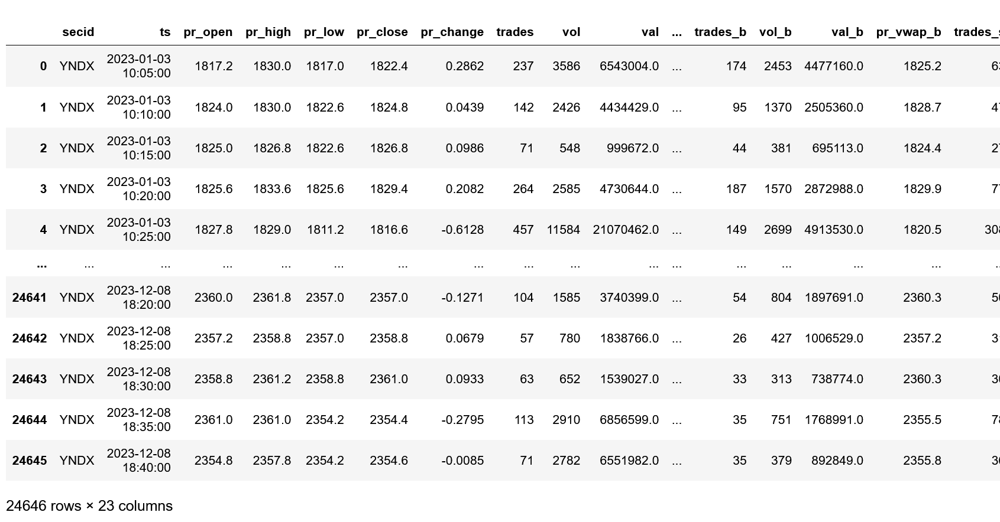 secid ts pr_open pr_high pr_low pr_close pr_change trades vol val ... trades_b vol_b val_b pr_vwap_b
0 YNDX 2023-01-03 10:05:00 1817.2 1830.0 1817.0 1822.4 0.2862 237 3586 6543004.0 ... 174 2453 4477160.0 1825.2
1 YNDX 2023-01-03 10:10:00 1824.0 1830.0 1822.6 1824.8 0.0439 142 2426 4434429.0 ... 95 1370 2505360.0 1828.7
2 YNDX 2023-01-03 10:15:00 1825.0 1826.8 1822.6 1826.8 0.0986 71 548 999672.0 ... 44 381 695113.0 1824.4
3 YNDX 2023-01-03 10:20:00 1825.6 1833.6 1825.6 1829.4 0.2082 264 2585 4730644.0 ... 187 1570 2872988.0 1829.9
4 YNDX 2023-01-03 10:25:00 1827.8 1829.0 1811.2 1816.6 -0.6128 457 11584 21070462.0 ... 149 2699 4913530.0 1820.5
... ... ... ... ... ... ... ... ... ... ... ... ... ... ... ...
24641 YNDX 2023-12-08 18:20:00 2360.0 2361.8 2357.0 2357.0 -0.1271 104 1585 3740399.0 ... 54 804 1897691.0 2360.3
24642 YNDX 2023-12-08 18:25:00 2357.2 2358.8 2357.0 2358.8 0.0679 57 780 1838766.0 ... 26 427 1006529.0 2357.2
24643 YNDX 2023-12-08 18:30:00 2358.8 2361.2 2358.8 2361.0 0.0933 63 652 1539027.0 ... 33 313 738774.0 2360.3
24644 YNDX 2023-12-08 18:35:00 2361.0 2361.0 2354.2 2354.4 -0.2795 113 2910 6856599.0 ... 35 751 1768991.0 2355.5
24645 YNDX 2023-12-08 18:40:00 2354.8 2357.8 2354.2 2354.6 -0.0085 71 2782 6551982.0 ... 35 379 892849.0 2355.8
24646 rows × 23 columns